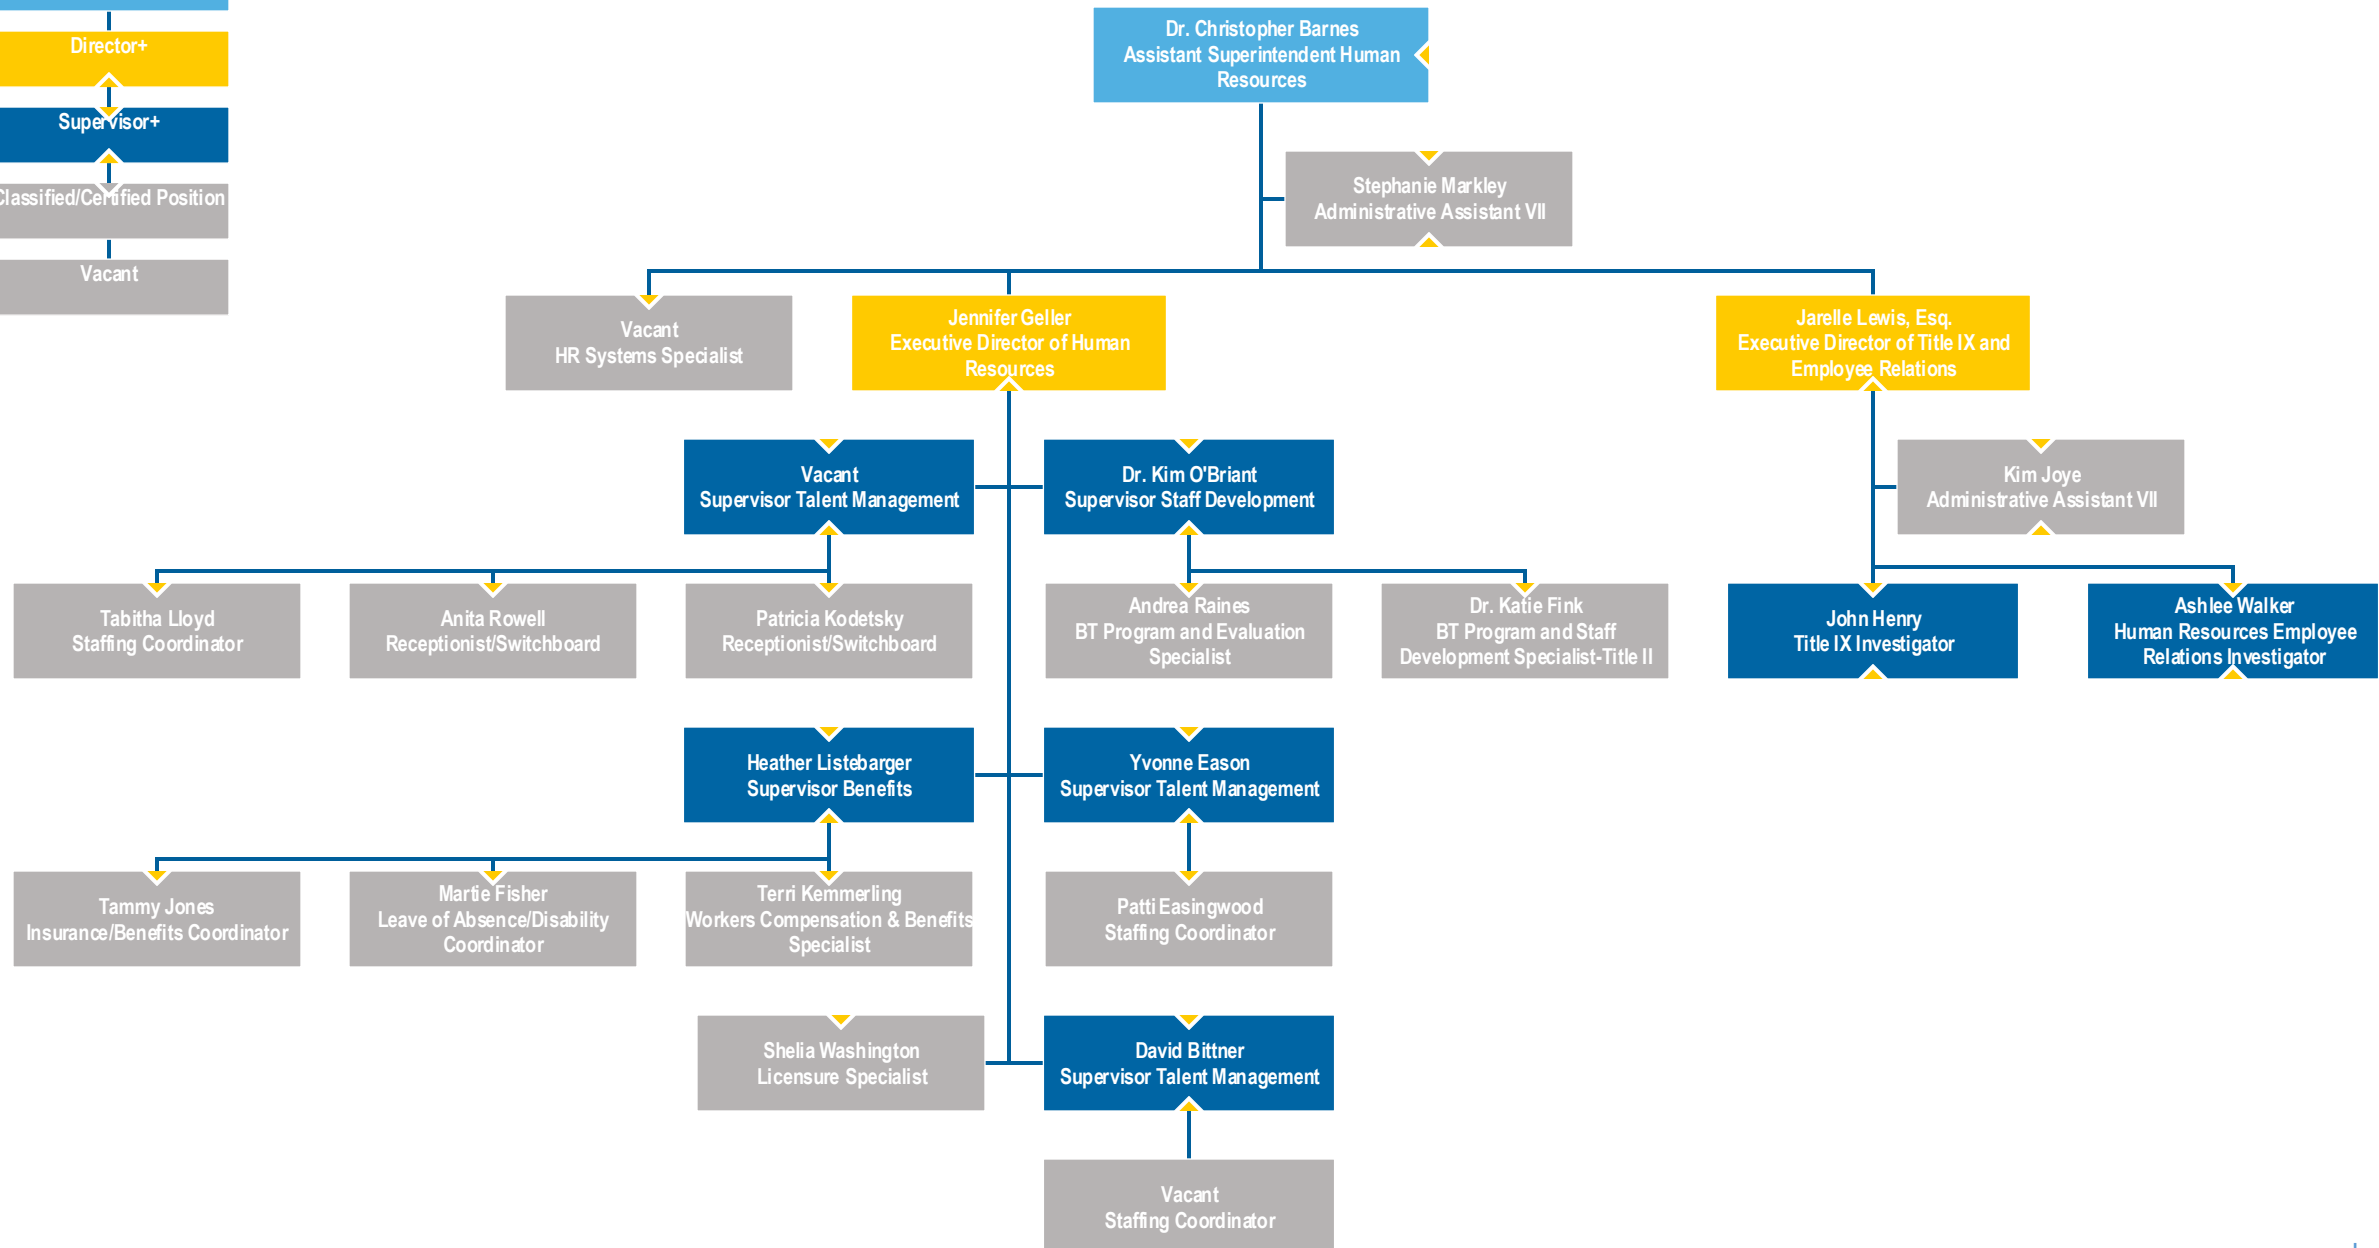 Director+
Supervisor+
Classified/Certified Position
Vacant
Dr. Christopher Barnes
Assistant Superintendent Human
Resources
Stephanie Markley
Administrative Assistant VII
Vacant
HR Systems Specialist
Jennifer Geller
Executive Director of Human
Resources
Jarelle Lewis, Esq.
Executive Director of Title IX and
Employee Relations
Vacant
Supervisor Talent Management
Dr. Kim O'Briant
Supervisor Staff Development
Kim Joye
Administrative Assistant VII
Tabitha Lloyd
Staffing Coordinator
Anita Rowell
Receptionist/Switchboard
Patricia Kodetsky
Receptionist/Switchboard
Andrea Raines
BT Program and Evaluation
Specialist
Dr. Katie Fink
BT Program and Staff
Development Specialist-Title II
John Henry
Title IX Investigator
Ashlee Walker
Human Resources Employee
Relations Investigator
Heather Listebarger
Supervisor Benefits
Yvonne Eason
Supervisor Talent Management
Tammy Jones
Insurance/Benefits Coordinator
Martie Fisher
Leave of Absence/Disability
Coordinator
Terri Kemmerling
Workers Compensation & Benefits
Specialist
Patti Easingwood
Staffing Coordinator
Shelia Washington
Licensure Specialist
David Bittner
Supervisor Talent Management
Vacant
Staffing Coordinator